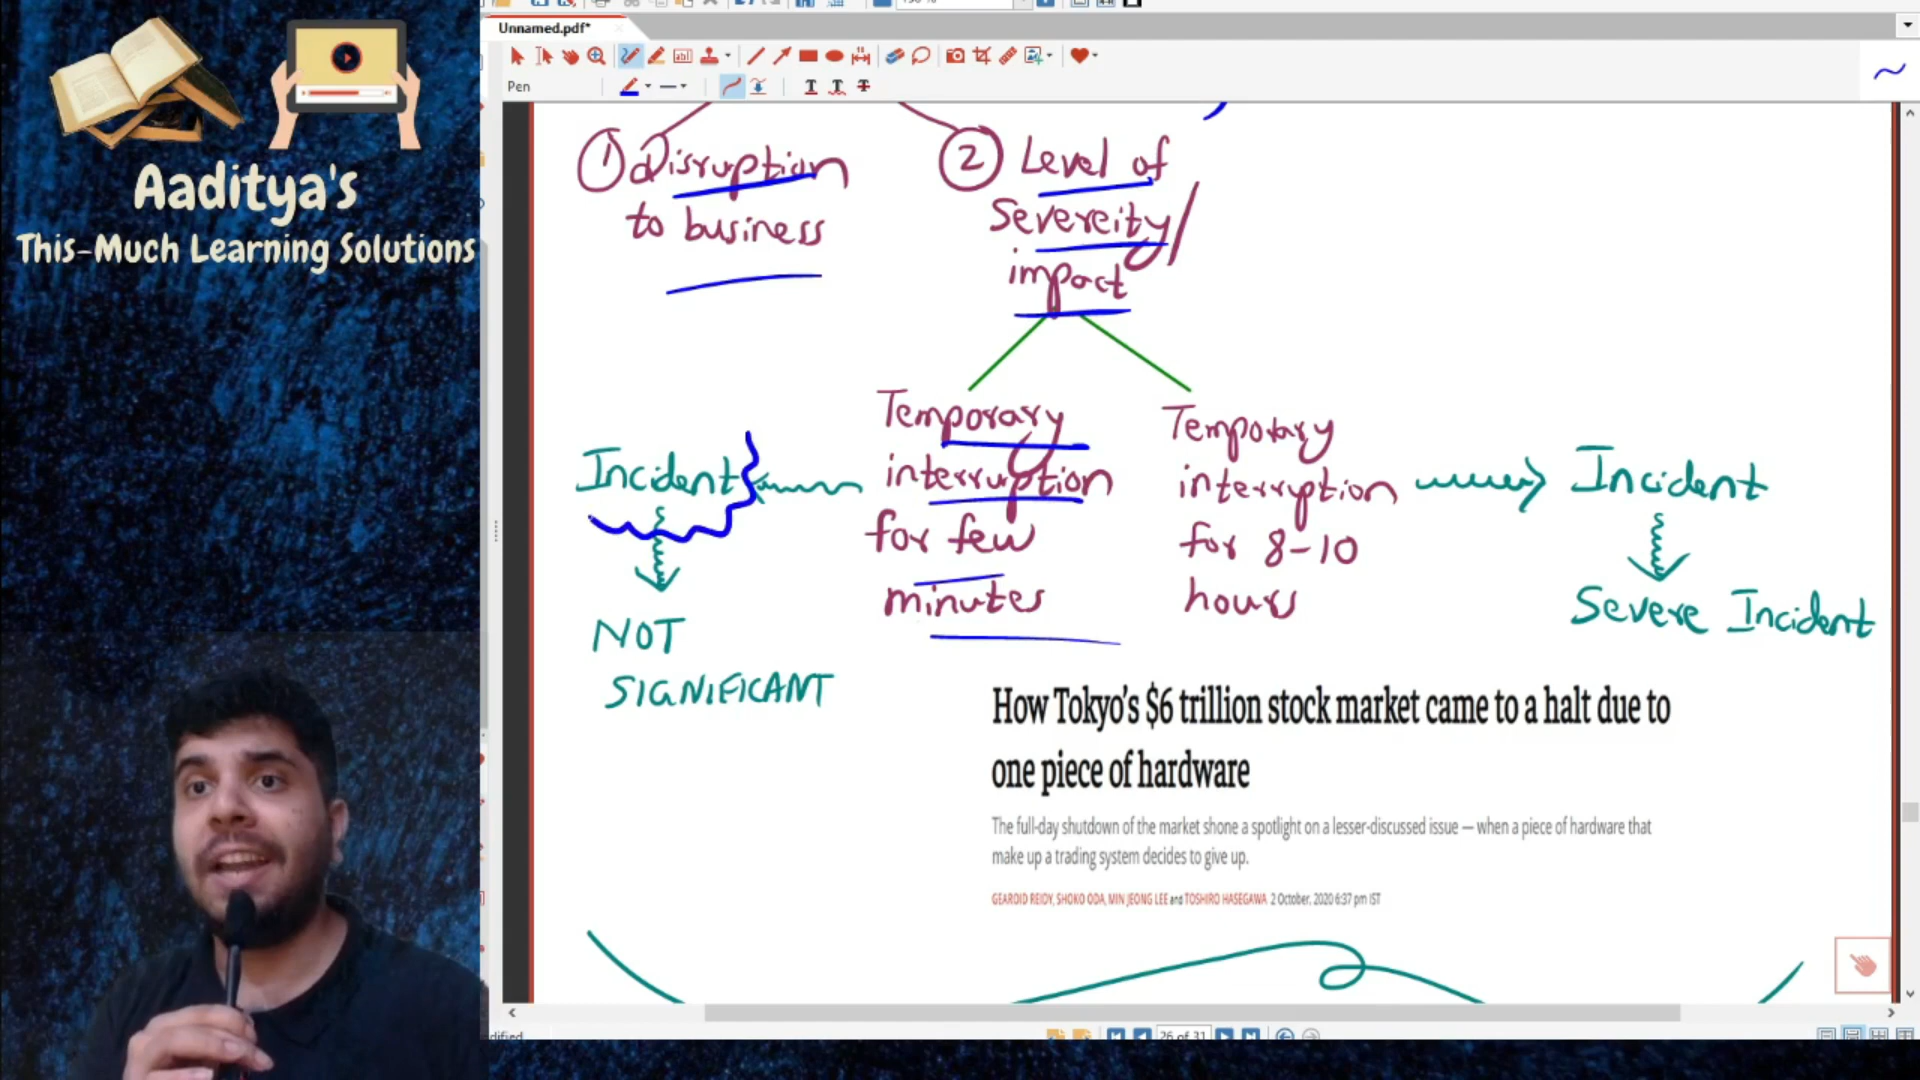 Unnamed.pdf*
Pen
Aaditya's
This-Much Learning Solutions
① Disruption
to business
② Level of
Severeity/
impact
Temporary
interruption
for few
minutes
Temporary
interruption
for 8-10
hours
Incident
NOT
SIGNIFICANT
Incident
Severe Incident
How Tokyo's $6 trillion stock market came to a halt due to
one piece of hardware
The full-day shutdown of the market shone a spotlight on a lesser-discussed issue — when a piece of hardware that
make up a trading system decides to give up.
GEAROID REIDY, SHOKO ODA, MIN JEONG LEE and TOSHIRO HASEGAWA 2 October, 2020 6:37 pm IST
26 of 31